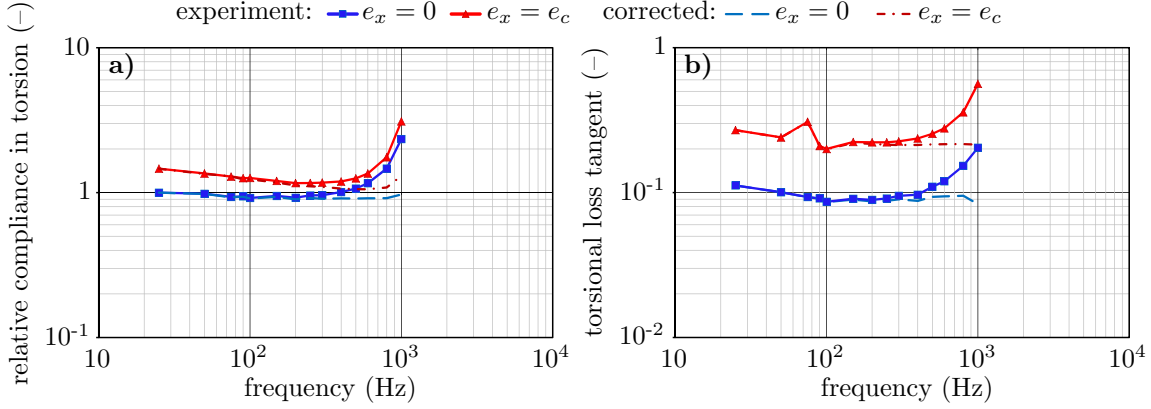 experiment: e_x = 0 e_x = e_c corrected: e_x = 0 e_x = e_c
relative compliance in torsion (–)
a)
10
1
10^-1
10 10^2 10^3 10^4
frequency (Hz)
torsional loss tangent (–)
b)
1
10^-1
10^-2
10 10^2 10^3 10^4
frequency (Hz)